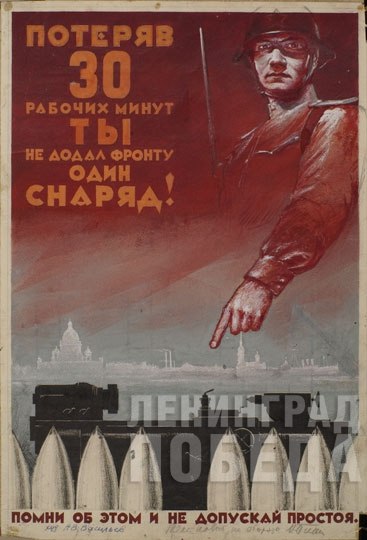 ПОТЕРЯВ
30
РАБОЧИХ МИНУТ
ТЫ
НЕ ДОДАЛ ФРОНТУ
ОДИН
СНАРЯД!
ЛЕНИНГРАД
ПОБЕДА
ПОМНИ ОБ ЭТОМ И НЕ ДОПУСКАЙ ПРОСТОЯ.